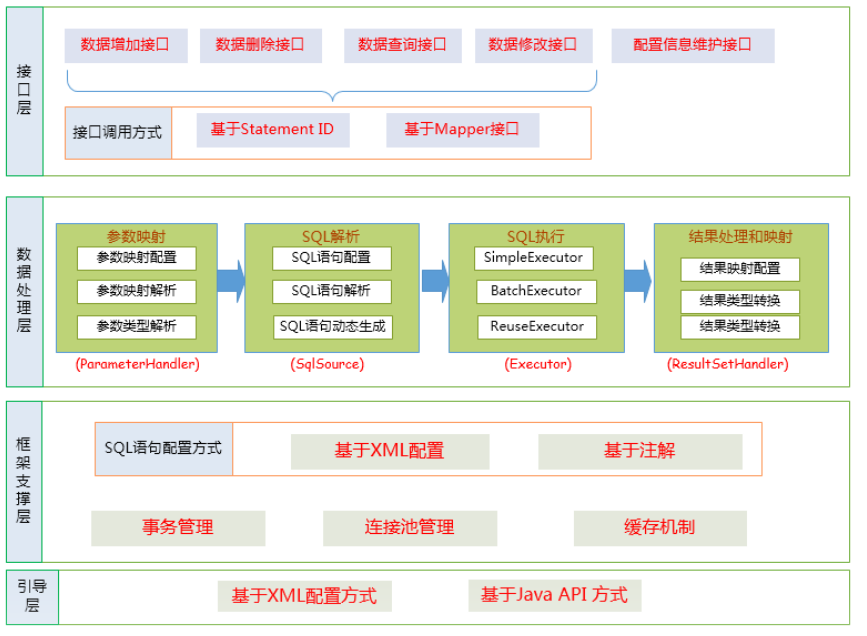 接口层
数据增加接口
数据删除接口
数据查询接口
数据修改接口
配置信息维护接口
接口调用方式
基于Statement ID
基于Mapper接口
数据处理层
参数映射
参数映射配置
参数映射解析
参数类型解析
(ParameterHandler)
SQL解析
SQL语句配置
SQL语句解析
SQL语句动态生成
(SqlSource)
SQL执行
SimpleExecutor
BatchExecutor
ReuseExecutor
(Executor)
结果处理和映射
结果映射配置
结果类型转换
结果类型转换
(ResultSetHandler)
框架支撑层
SQL语句配置方式
基于XML配置
基于注解
事务管理
连接池管理
缓存机制
引导
层
基于XML配置方式
基于Java API 方式